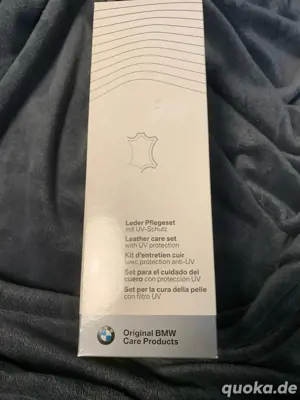 Leder Pflegeset
mit UV-Schutz
Leather care set
with UV protection
Kit d'entretien cuir
avec protection anti-UV
Set para el cuidado del
cuero con protección UV
Set per la cura della pelle
con filtro UV
Original BMW
Care Products
quoka.de